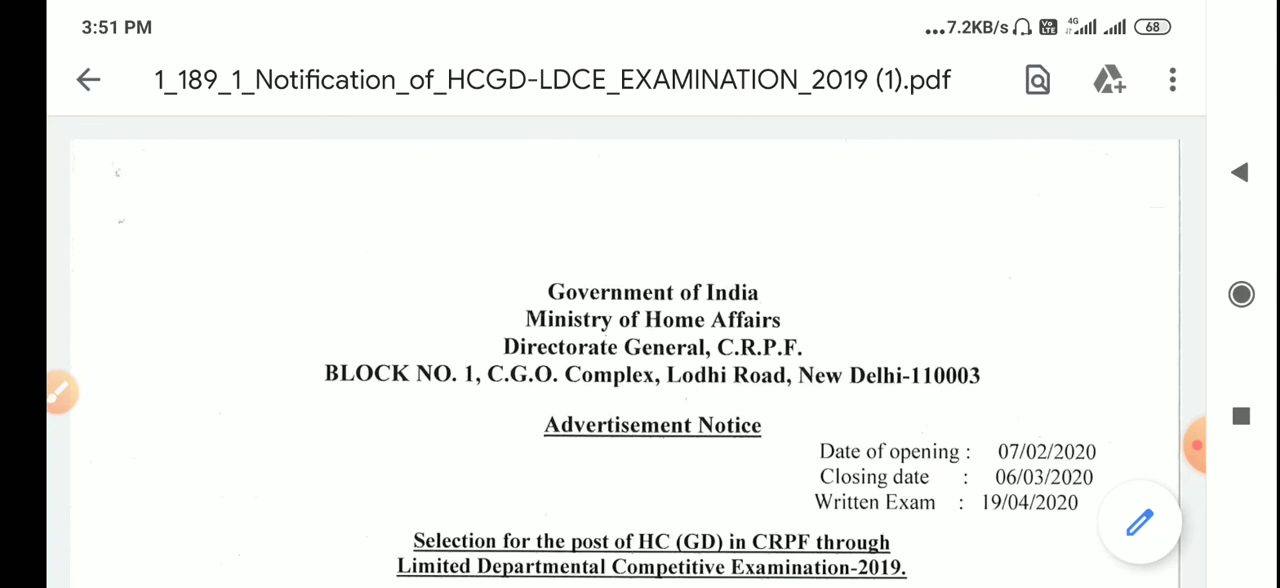 3:51 PM
...7.2KB/s Vo LTE 4G 68
1_189_1_Notification_of_HCGD-LDCE_EXAMINATION_2019 (1).pdf
Government of India
Ministry of Home Affairs
Directorate General, C.R.P.F.
BLOCK NO. 1, C.G.O. Complex, Lodhi Road, New Delhi-110003
Advertisement Notice
Date of opening : 07/02/2020
Closing date : 06/03/2020
Written Exam : 19/04/2020
Selection for the post of HC (GD) in CRPF through
Limited Departmental Competitive Examination-2019.